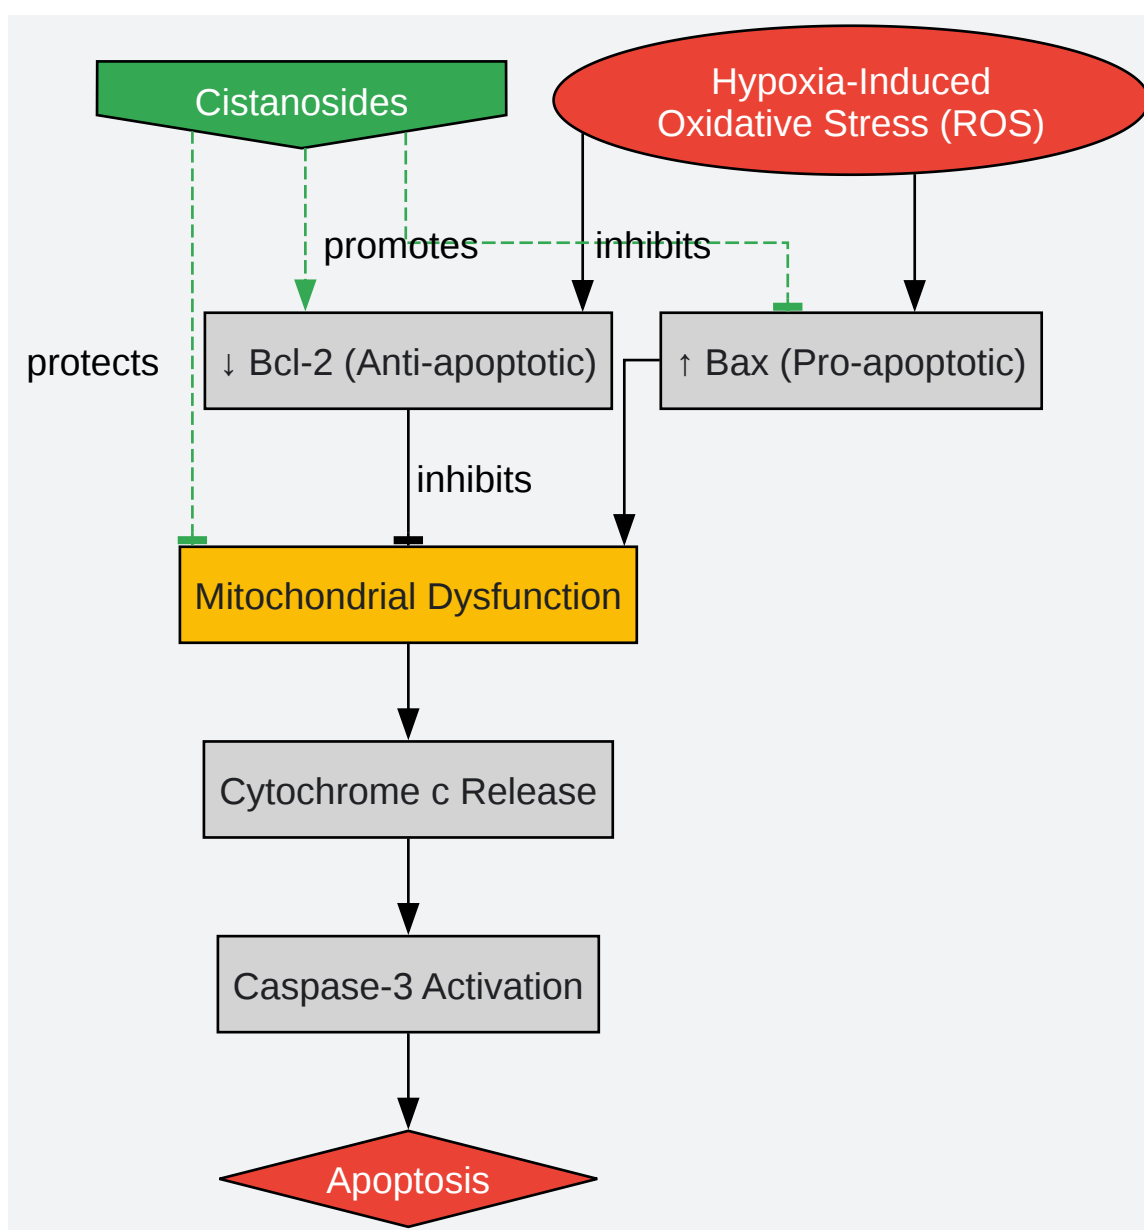 Cistanosides
Hypoxia-Induced
Oxidative Stress (ROS)
promotes
inhibits
protects
↓ Bcl-2 (Anti-apoptotic)
↑ Bax (Pro-apoptotic)
inhibits
Mitochondrial Dysfunction
Cytochrome c Release
Caspase-3 Activation
Apoptosis